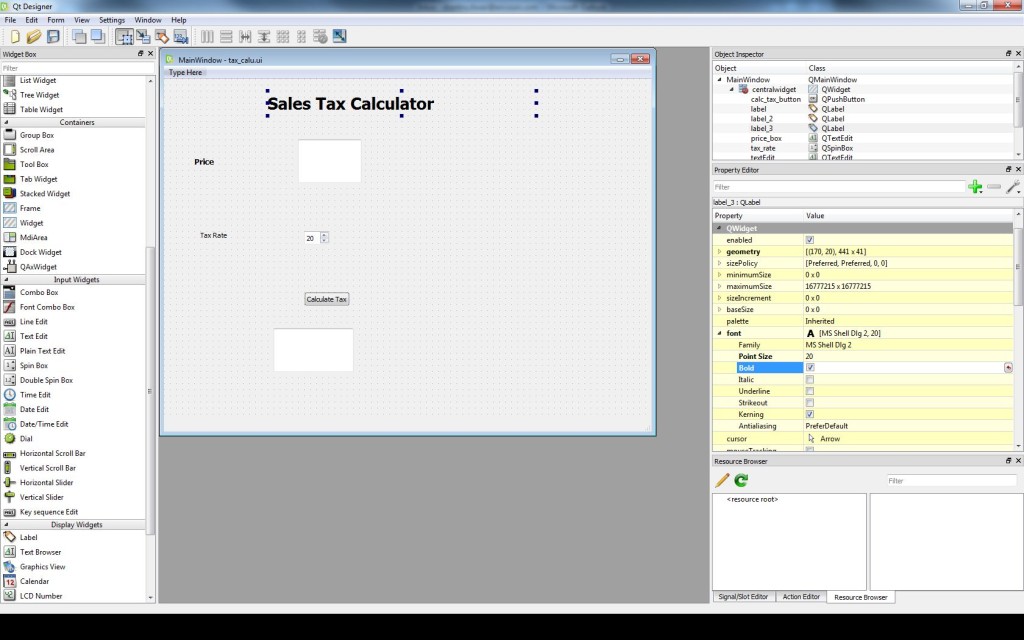 Qt Designer
File Edit Form View Settings Window Help
Widget Box
Filter
List Widget
Tree Widget
Table Widget
Containers
Group Box
Scroll Area
Tool Box
Tab Widget
Stacked Widget
Frame
Widget
MdiArea
Dock Widget
QAxWidget
Input Widgets
Combo Box
Font Combo Box
Line Edit
Text Edit
Plain Text Edit
Spin Box
Double Spin Box
Time Edit
Date Edit
Date/Time Edit
Dial
Horizontal Scroll Bar
Vertical Scroll Bar
Horizontal Slider
Vertical Slider
Key sequence Edit
Display Widgets
Label
Text Browser
Graphics View
Calendar
LCD Number
MainWindow - tax_calu.ui
Type Here
Sales Tax Calculator
Price
Tax Rate
20
Calculate Tax
Object Inspector
Object Class
MainWindow QMainWindow
centralwidget QWidget
calc_tax_button QPushButton
label QLabel
label_2 QLabel
label_3 QLabel
price_box QTextEdit
tax_rate QSpinBox
textEdit QTextEdit
Property Editor
Filter
label_3 : QLabel
Property Value
QWidget
enabled
geometry [(170, 20), 441 x 41]
sizePolicy [Preferred, Preferred, 0, 0]
minimumSize 0 x 0
maximumSize 16777215 x 16777215
sizeIncrement 0 x 0
baseSize 0 x 0
palette Inherited
font A [MS Shell Dlg 2, 20]
Family MS Shell Dlg 2
Point Size 20
Bold
Italic
Underline
Strikeout
Kerning
Antialiasing PreferDefault
cursor Arrow
mouseTracking
Resource Browser
Filter
<resource root>
Signal/Slot Editor Action Editor Resource Browser